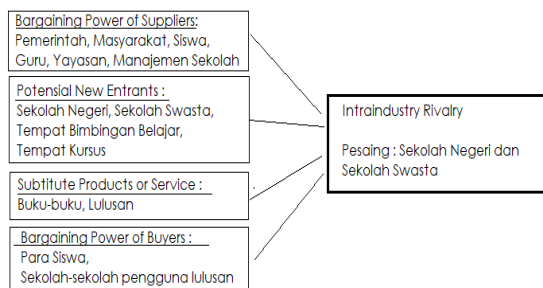 Bargaining Power of Suppliers:
Pemerintah, Masyarakat, Siswa,
Guru, Yayasan, Manajemen Sekolah
Potensial New Entrants :
Sekolah Negeri, Sekolah Swasta,
Tempat Bimbingan Belajar,
Tempat Kursus
Subtitute Products or Service :
Buku-buku, Lulusan
Bargaining Power of Buyers :
Para Siswa,
Sekolah-sekolah pengguna lulusan
Intraindustry Rivalry
Pesaing : Sekolah Negeri dan
Sekolah Swasta